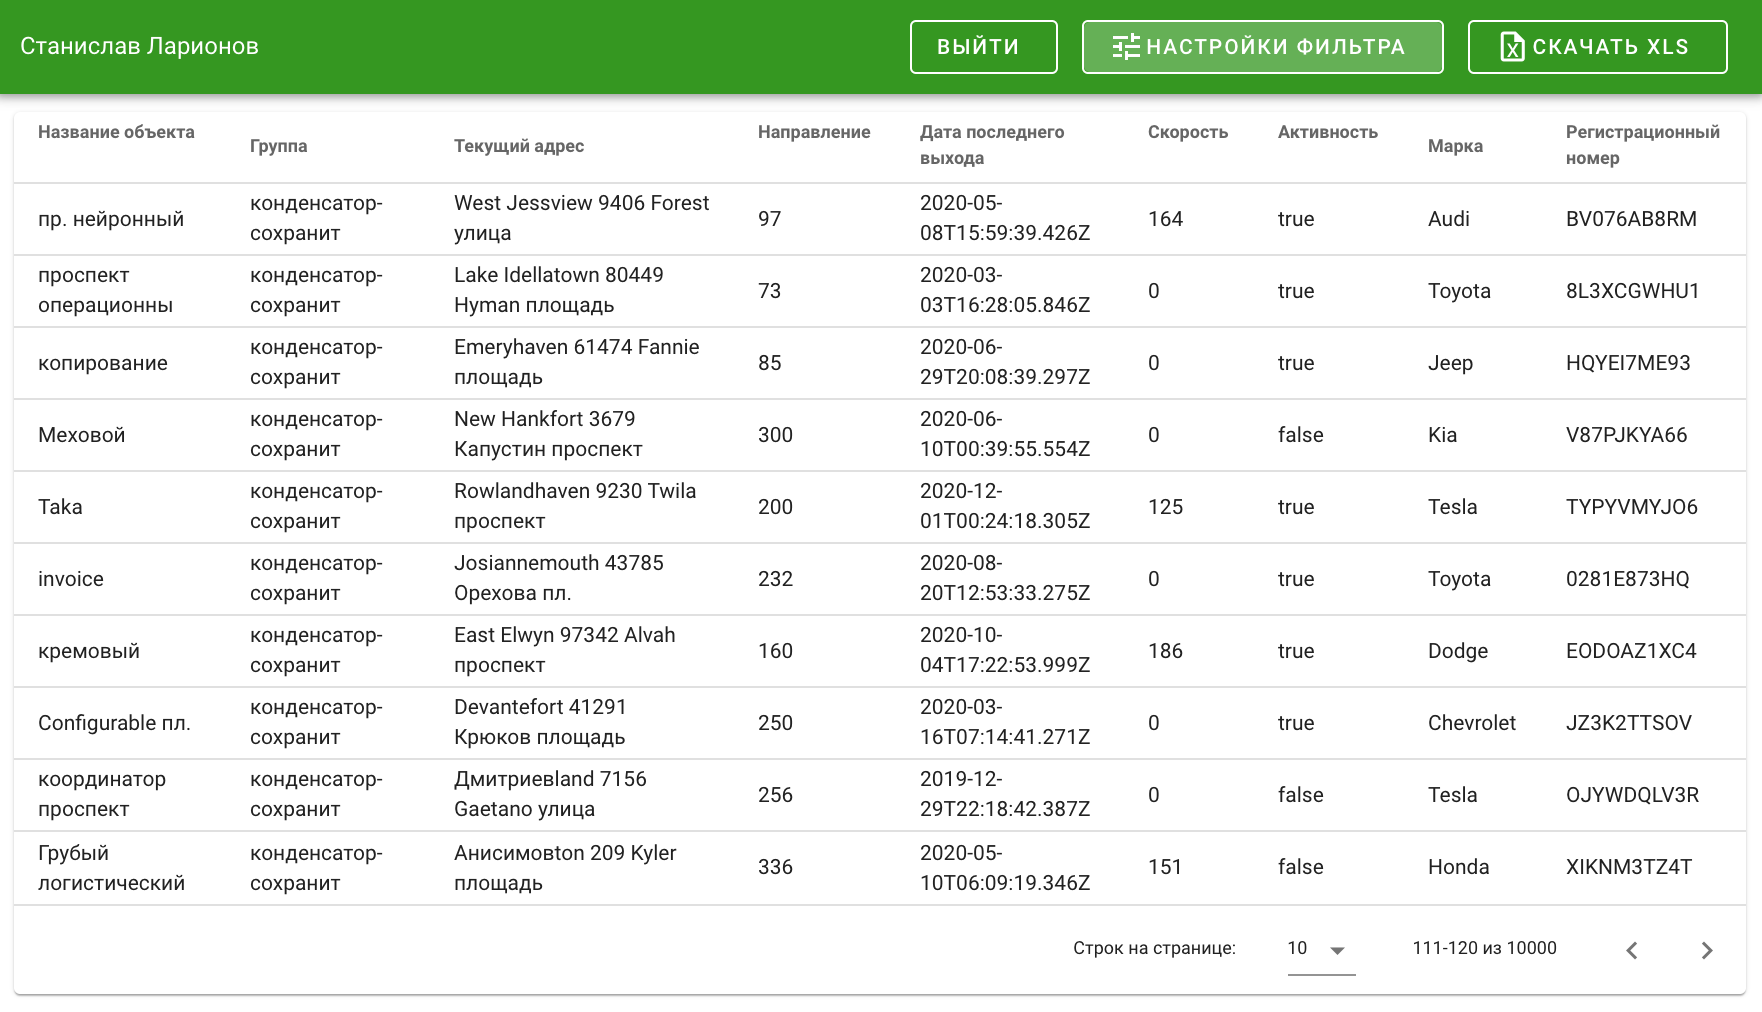 Станислав Ларионов
ВЫЙТИ
НАСТРОЙКИ ФИЛЬТРА
СКАЧАТЬ XLS
Название объекта
Группа
Текущий адрес
Направление
Дата последнего
выхода
Скорость
Активность
Марка
Регистрационный
номер
пр. нейронный
конденсатор-
сохранит
West Jessview 9406 Forest
улица
97
2020-05-
08T15:59:39.426Z
164
true
Audi
BV076AB8RM
проспект
операционны
конденсатор-
сохранит
Lake Idellatown 80449
Hyman площадь
73
2020-03-
03T16:28:05.846Z
0
true
Toyota
8L3XCGWHU1
копирование
конденсатор-
сохранит
Emeryhaven 61474 Fannie
площадь
85
2020-06-
29T20:08:39.297Z
0
true
Jeep
HQYEI7ME93
Меховой
конденсатор-
сохранит
New Hankfort 3679
Капустин проспект
300
2020-06-
10T00:39:55.554Z
0
false
Kia
V87PJKYA66
Taka
конденсатор-
сохранит
Rowlandhaven 9230 Twila
проспект
200
2020-12-
01T00:24:18.305Z
125
true
Tesla
TYPYVMYJO6
invoice
конденсатор-
сохранит
Josiannemouth 43785
Орехова пл.
232
2020-08-
20T12:53:33.275Z
0
true
Toyota
0281E873HQ
кремовый
конденсатор-
сохранит
East Elwyn 97342 Alvah
проспект
160
2020-10-
04T17:22:53.999Z
186
true
Dodge
EODOAZ1XC4
Configurable пл.
конденсатор-
сохранит
Devantefort 41291
Крюков площадь
250
2020-03-
16T07:14:41.271Z
0
true
Chevrolet
JZ3K2TTSOV
координатор
проспект
конденсатор-
сохранит
Дмитриевland 7156
Gaetano улица
256
2019-12-
29T22:18:42.387Z
0
false
Tesla
OJYWDQLV3R
Грубый
логистический
конденсатор-
сохранит
Анисимовton 209 Kyler
площадь
336
2020-05-
10T06:09:19.346Z
151
false
Honda
XIKNM3TZ4T
Строк на странице:
10
111-120 из 10000